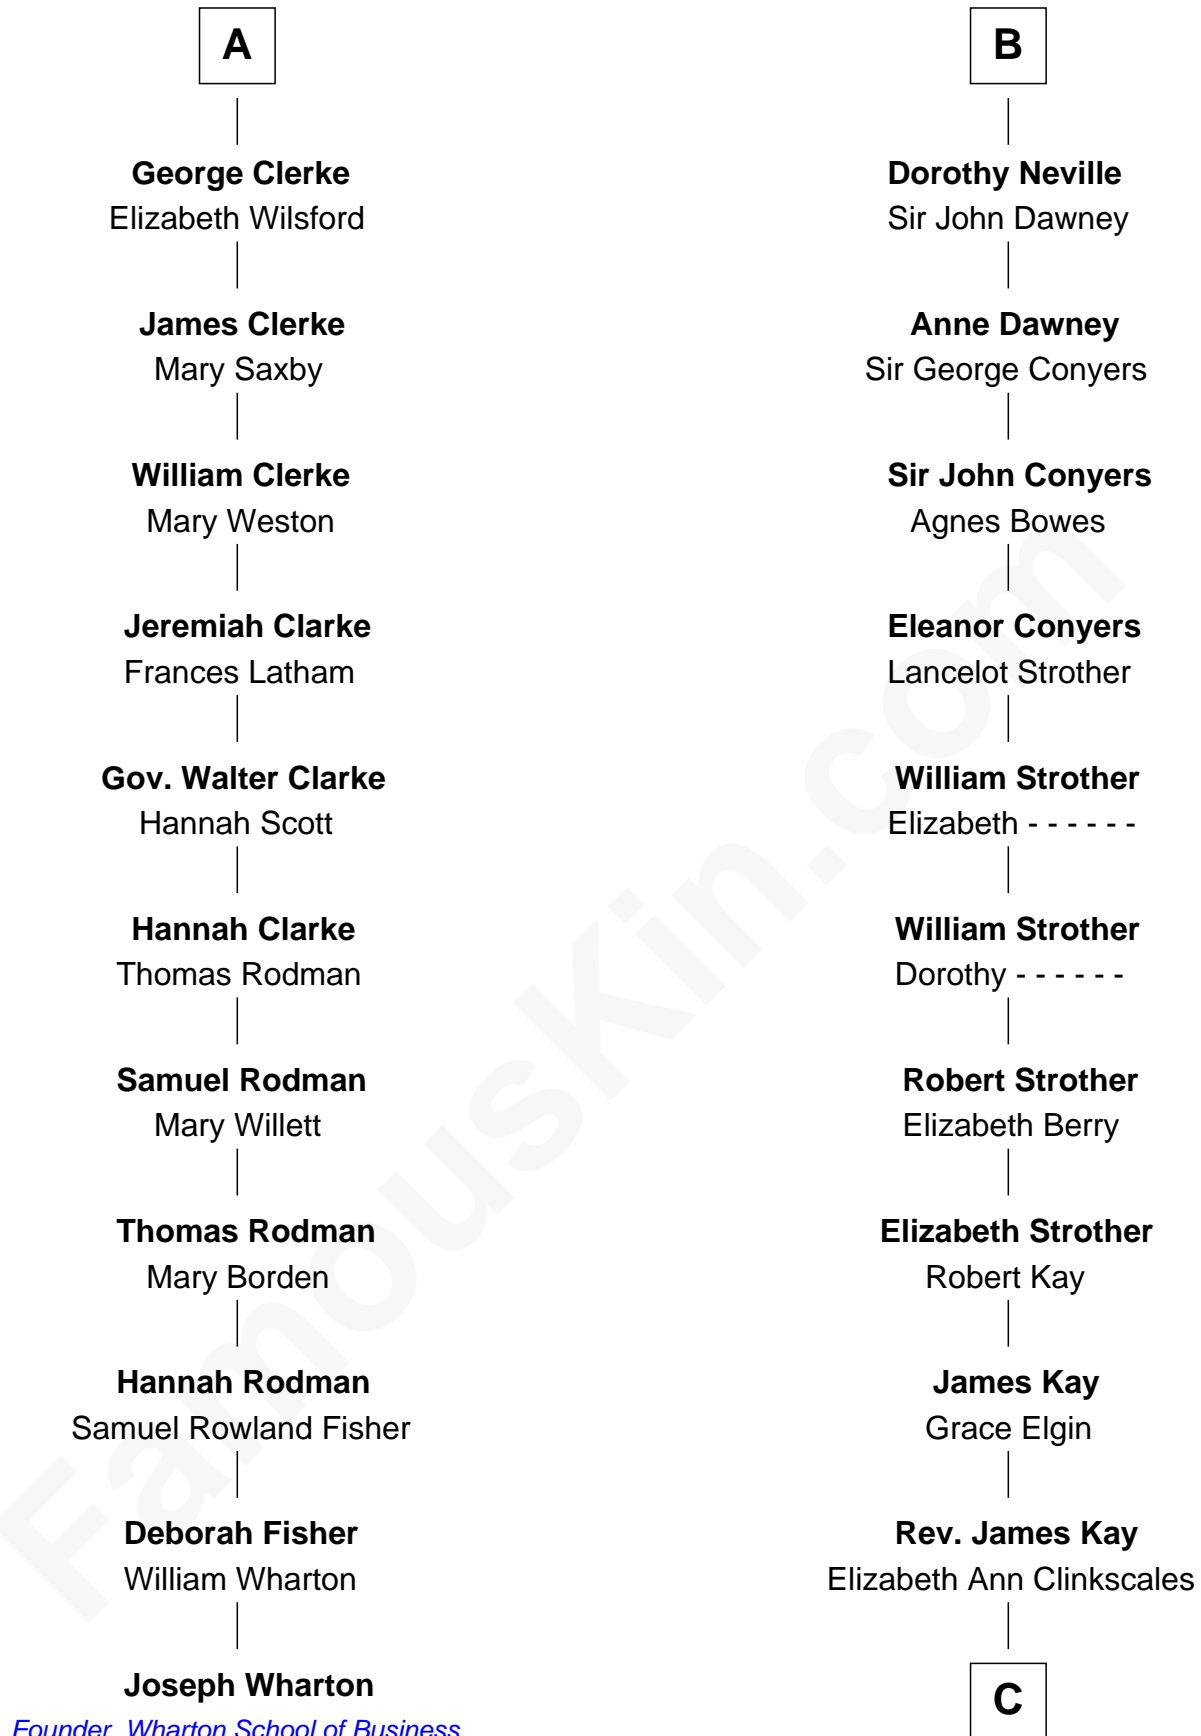 A
George Clerke
Elizabeth Wilsford
James Clerke
Mary Saxby
William Clerke
Mary Weston
Jeremiah Clarke
Frances Latham
Gov. Walter Clarke
Hannah Scott
Hannah Clarke
Thomas Rodman
Samuel Rodman
Mary Willett
Thomas Rodman
Mary Borden
Hannah Rodman
Samuel Rowland Fisher
Deborah Fisher
William Wharton
Joseph Wharton
Founder, Wharton School of Business
B
Dorothy Neville
Sir John Dawney
Anne Dawney
Sir George Conyers
Sir John Conyers
Agnes Bowes
Eleanor Conyers
Lancelot Strother
William Strother
Elizabeth - - - - - -
William Strother
Dorothy - - - - - -
Robert Strother
Elizabeth Berry
Elizabeth Strother
Robert Kay
James Kay
Grace Elgin
Rev. James Kay
Elizabeth Ann Clinkscales
C
FamousKin.com